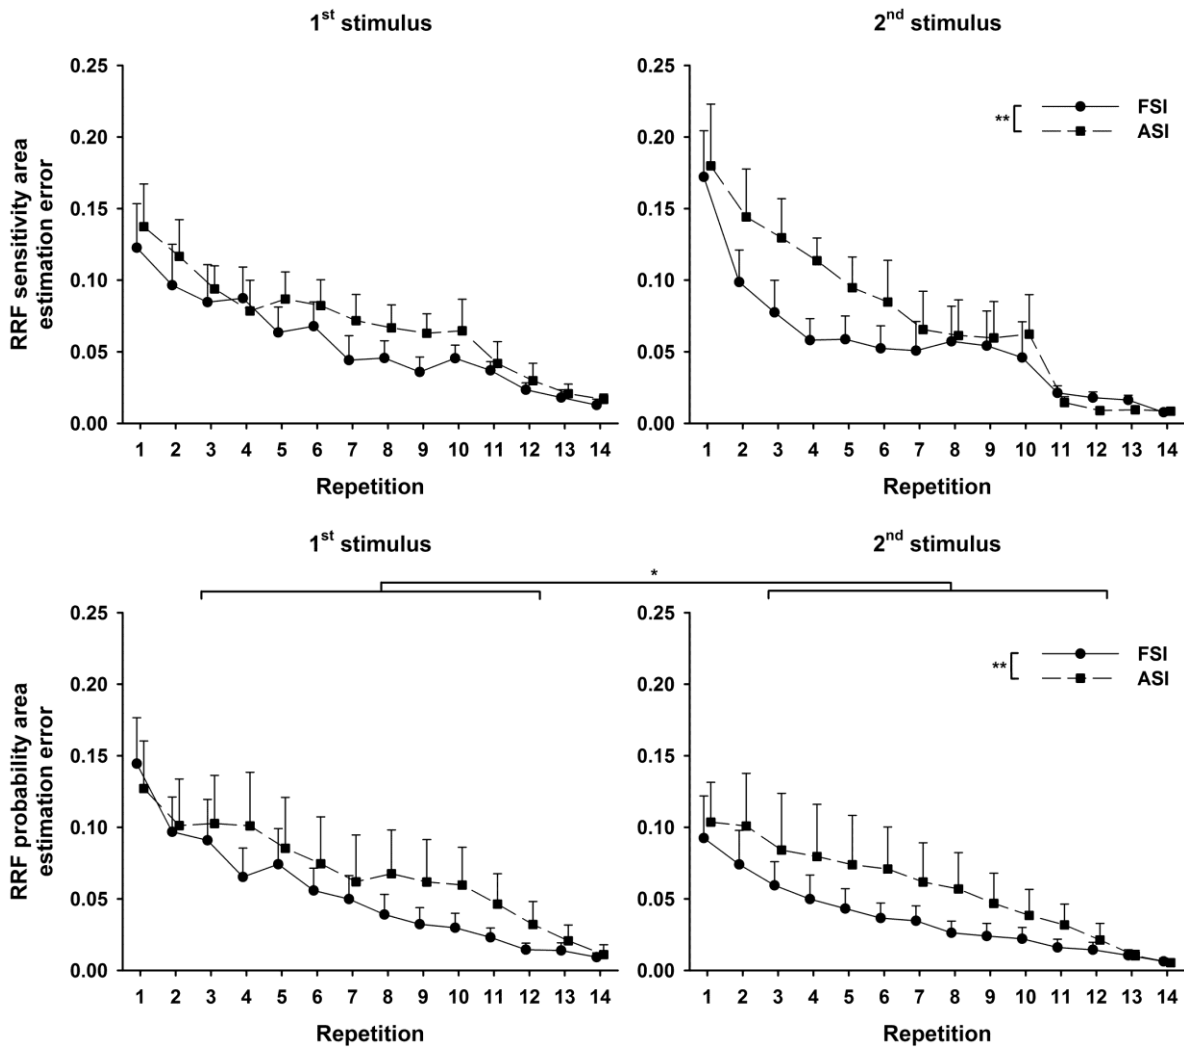 1st stimulus
2nd stimulus
RRF sensitivity area
estimation error
0.25
0.20
0.15
0.10
0.05
0.00
1 2 3 4 5 6 7 8 9 10 11 12 13 14
Repetition
0.25
0.20
0.15
0.10
0.05
0.00
** FSI
ASI
1 2 3 4 5 6 7 8 9 10 11 12 13 14
Repetition
1st stimulus
2nd stimulus
*
RRF probability area
estimation error
0.25
0.20
0.15
0.10
0.05
0.00
1 2 3 4 5 6 7 8 9 10 11 12 13 14
Repetition
0.25
0.20
0.15
0.10
0.05
0.00
** FSI
ASI
1 2 3 4 5 6 7 8 9 10 11 12 13 14
Repetition